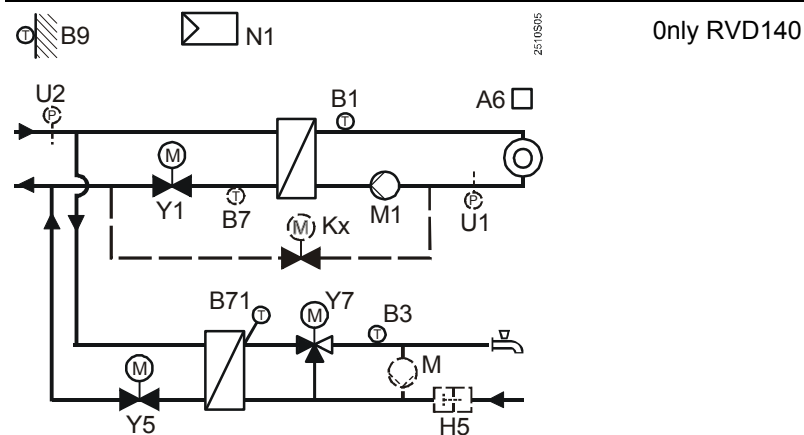 B9
N1
2510S05
0nly RVD140
U2
P
B1
T
A6
M
Y1
T
B7
M1
P
U1
M
Kx
B71
T
M
Y7
B3
T
M
M
Y5
H5
T